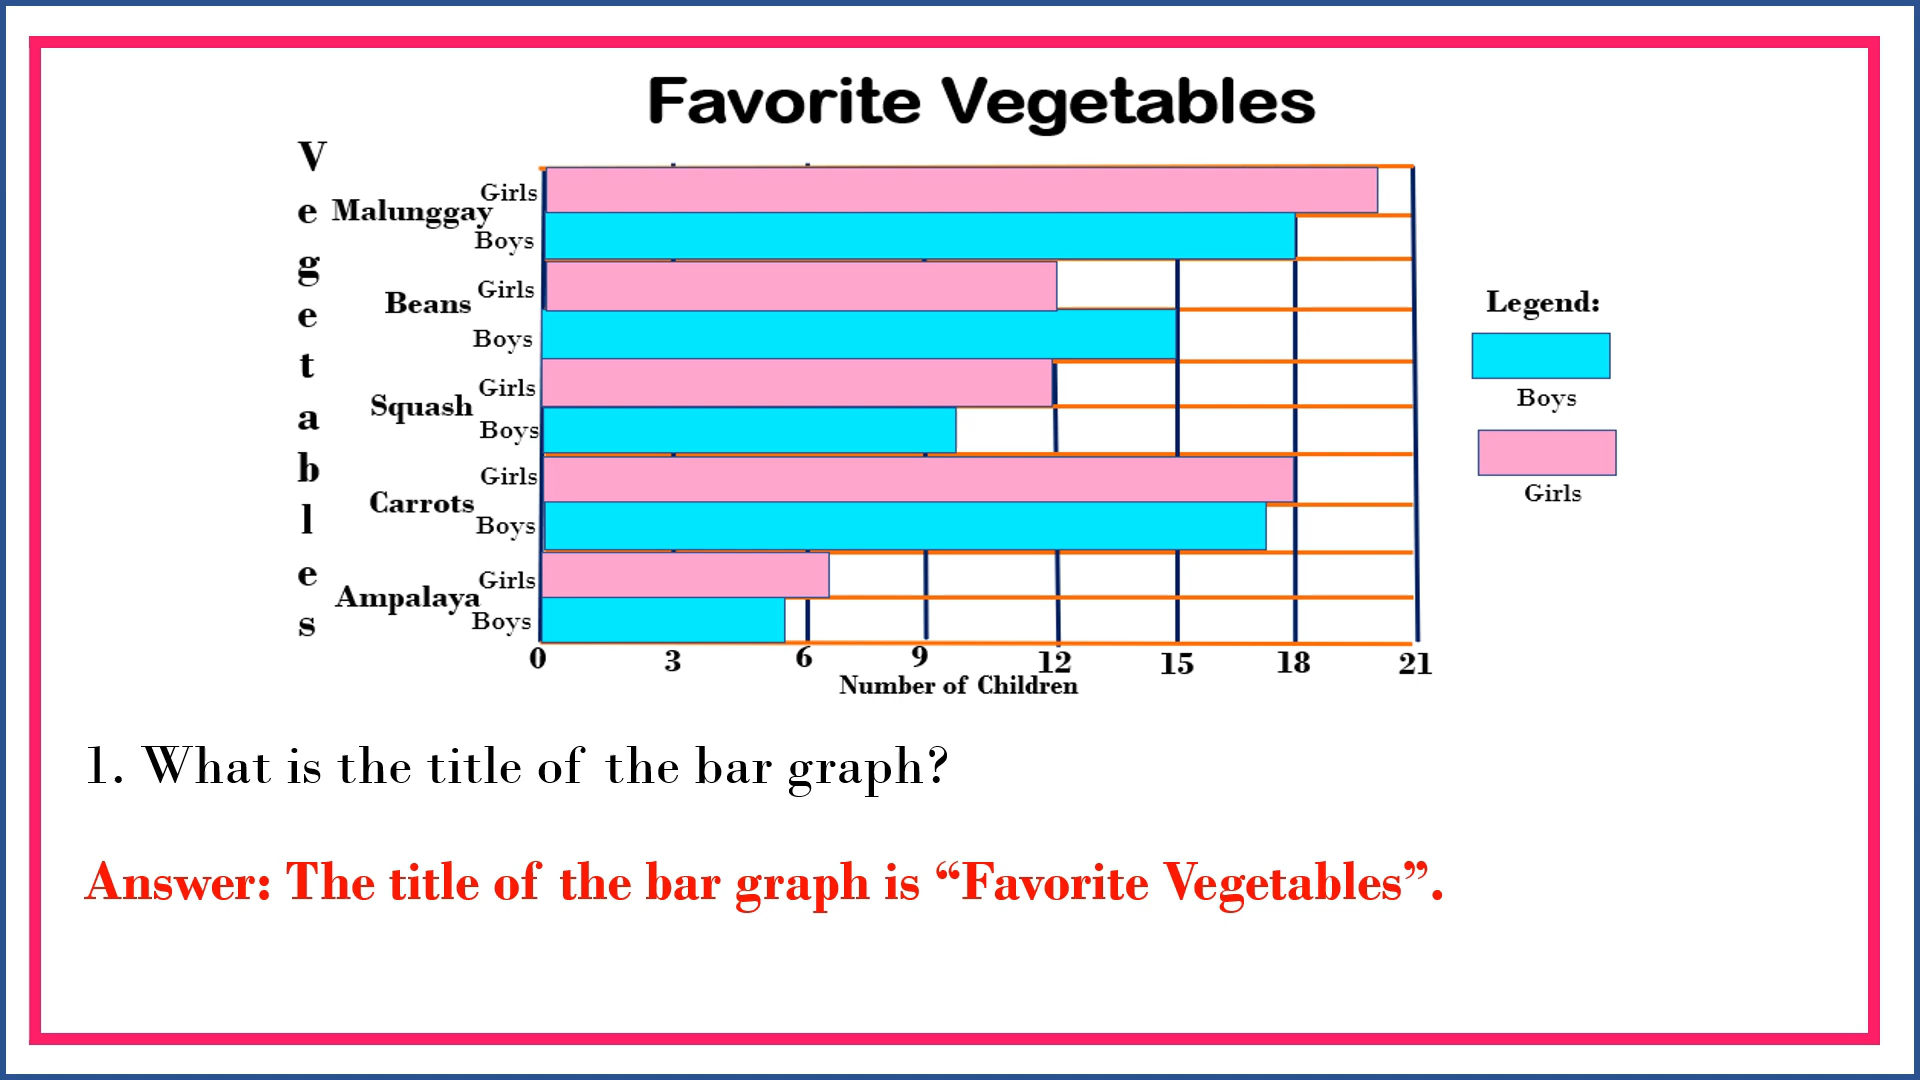 Favorite Vegetables
Vegetables
Malunggay
Girls
Boys
Beans
Girls
Boys
Squash
Girls
Boys
Carrots
Girls
Boys
Ampalaya
Girls
Boys
0 3 6 9 12 15 18 21
Number of Children
Legend:
Boys
Girls
1. What is the title of the bar graph?
Answer: The title of the bar graph is “Favorite Vegetables”.